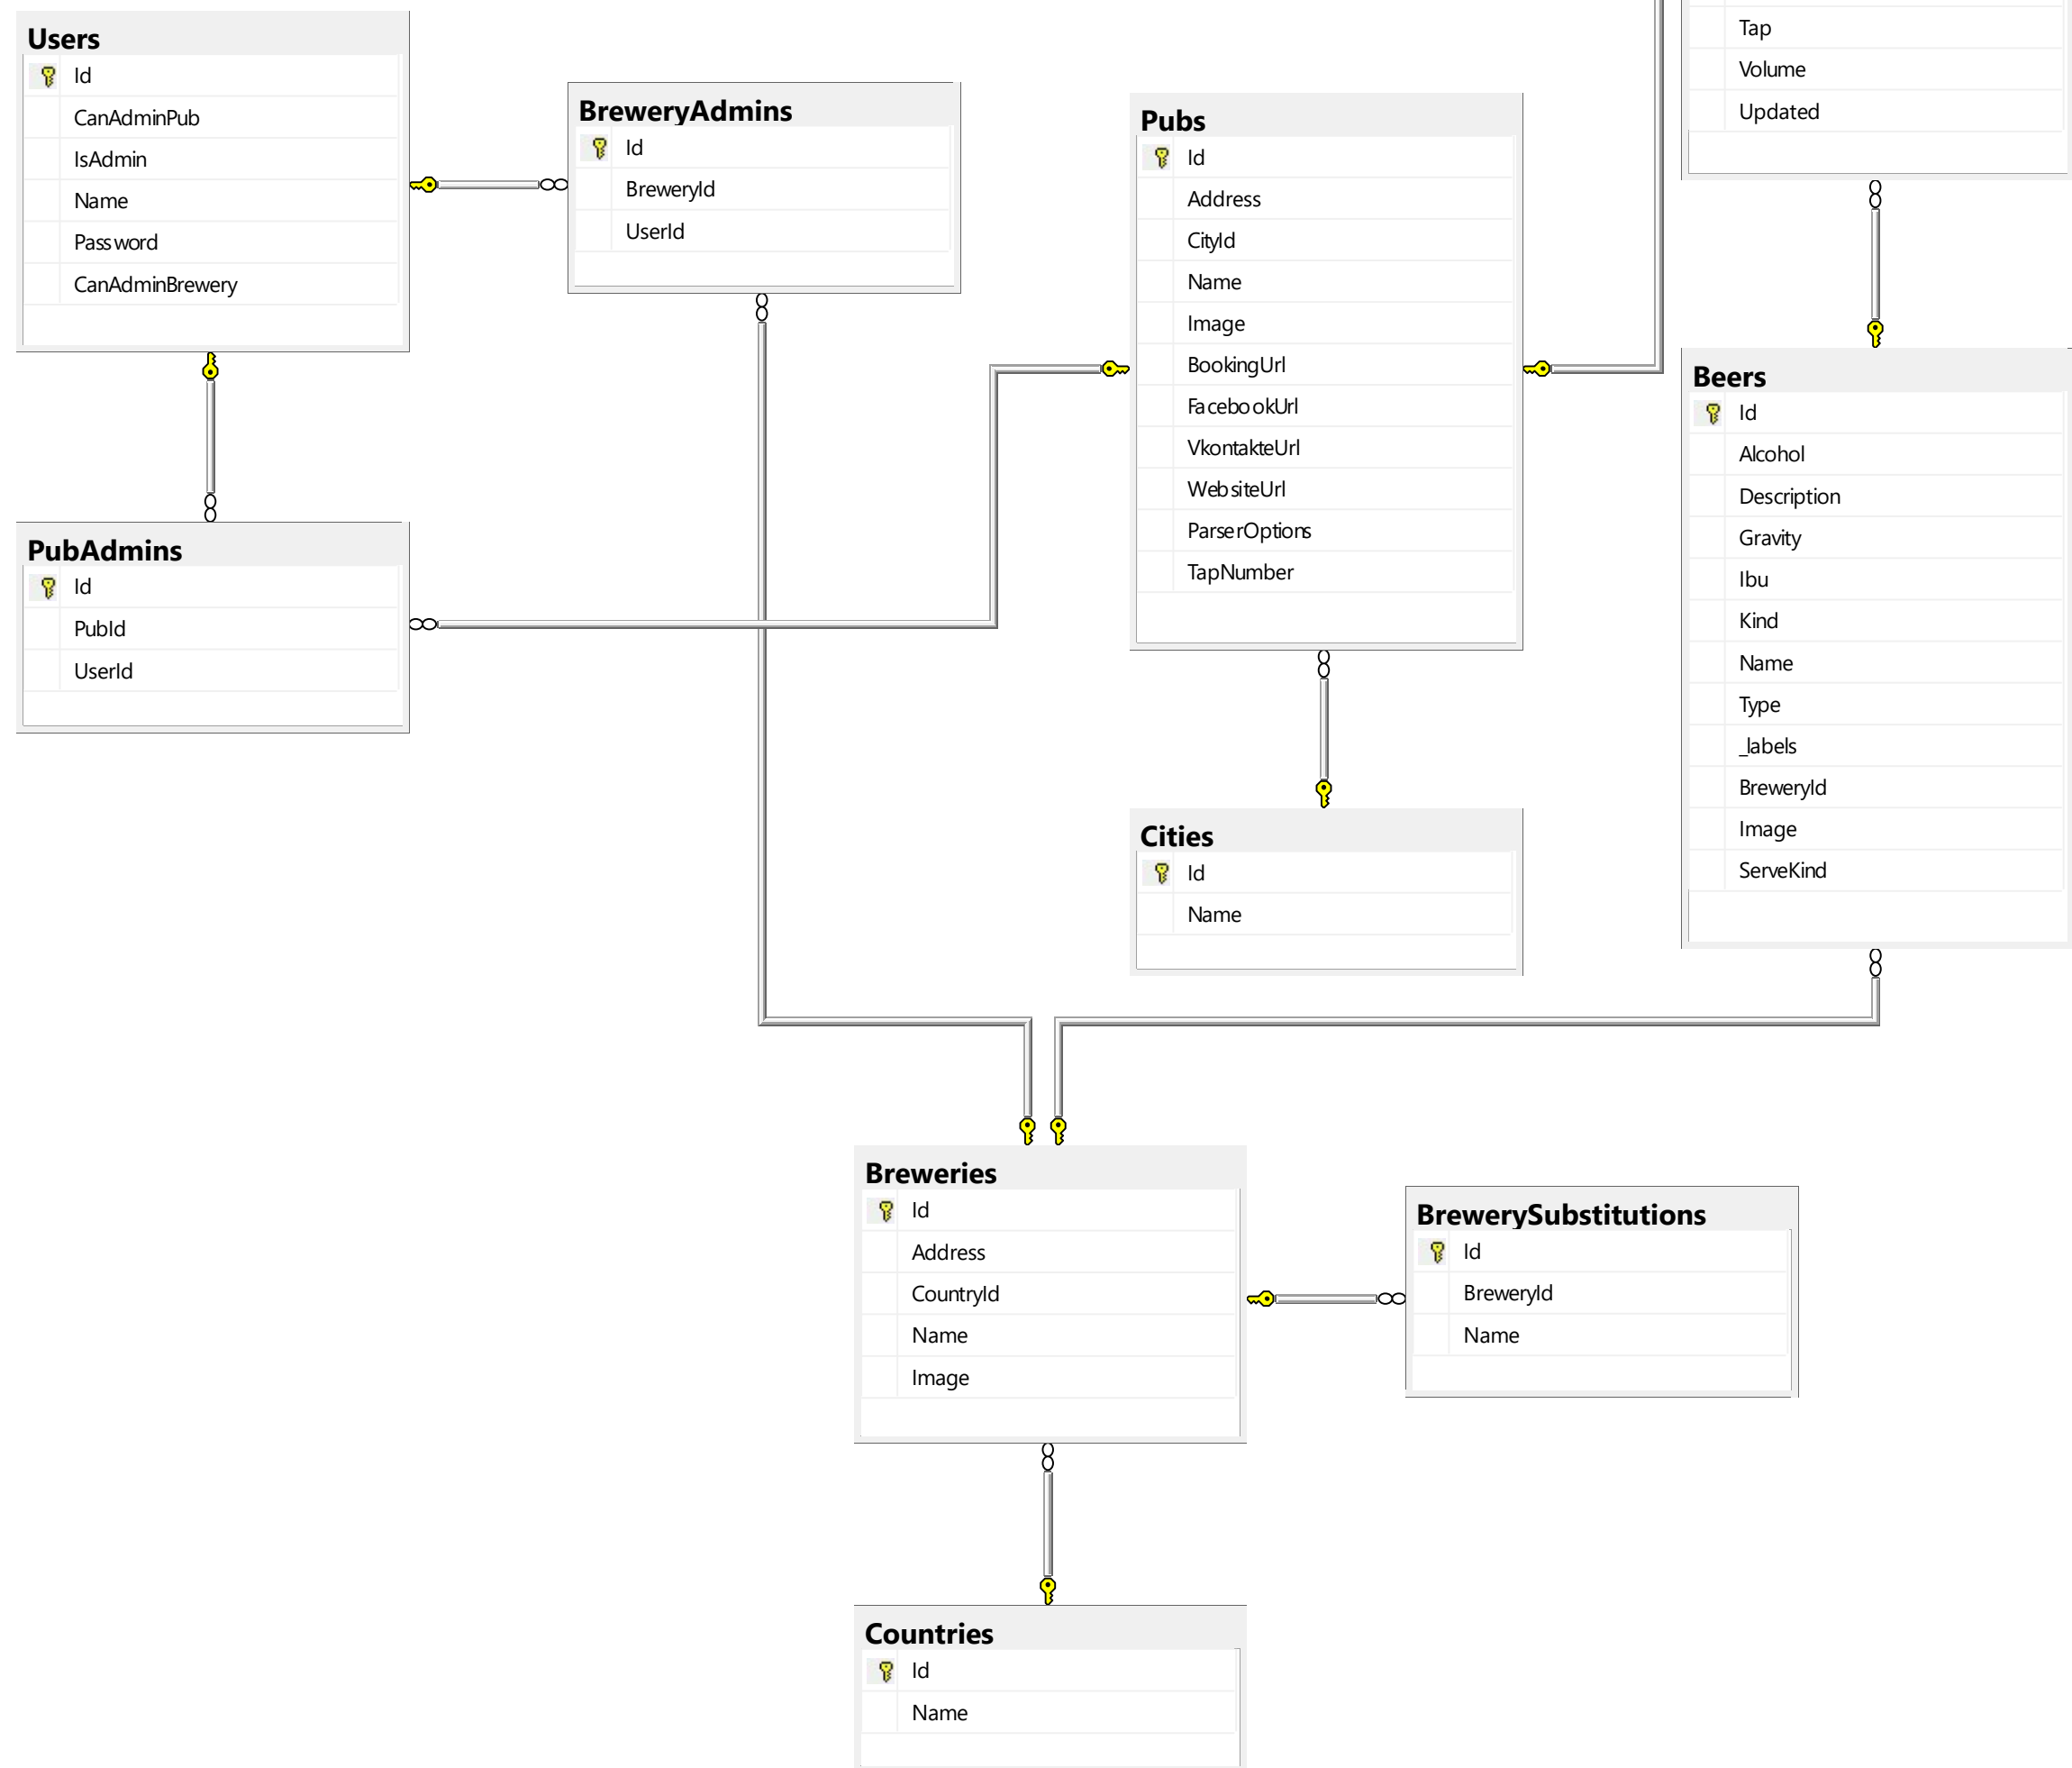 Users
Id
CanAdminPub
IsAdmin
Name
Password
CanAdminBrewery
BreweryAdmins
Id
BreweryId
UserId
Pubs
Id
Address
CityId
Name
Image
BookingUrl
FacebookUrl
VkontakteUrl
WebsiteUrl
ParserOptions
TapNumber
Tap
Volume
Updated
Beers
Id
Alcohol
Description
Gravity
Ibu
Kind
Name
Type
_labels
BreweryId
Image
ServeKind
PubAdmins
Id
PubId
UserId
Cities
Id
Name
Breweries
Id
Address
CountryId
Name
Image
BrewerySubstitutions
Id
BreweryId
Name
Countries
Id
Name